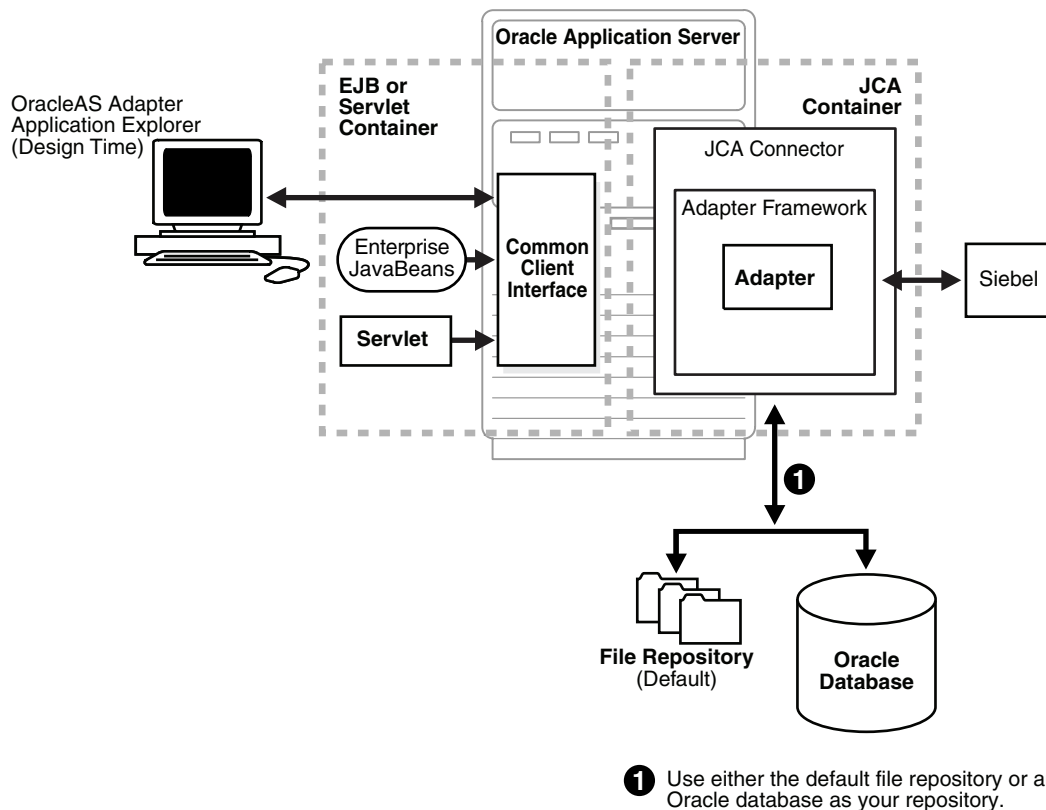 Oracle Application Server
EJB or
Servlet
Container
JCA
Container
OracleAS Adapter
Application Explorer
(Design Time)
JCA Connector
Adapter Framework
Adapter
Enterprise
JavaBeans
Common
Client
Interface
Servlet
Siebel
1
File Repository
(Default)
Oracle
Database
1 Use either the default file repository or a
Oracle database as your repository.